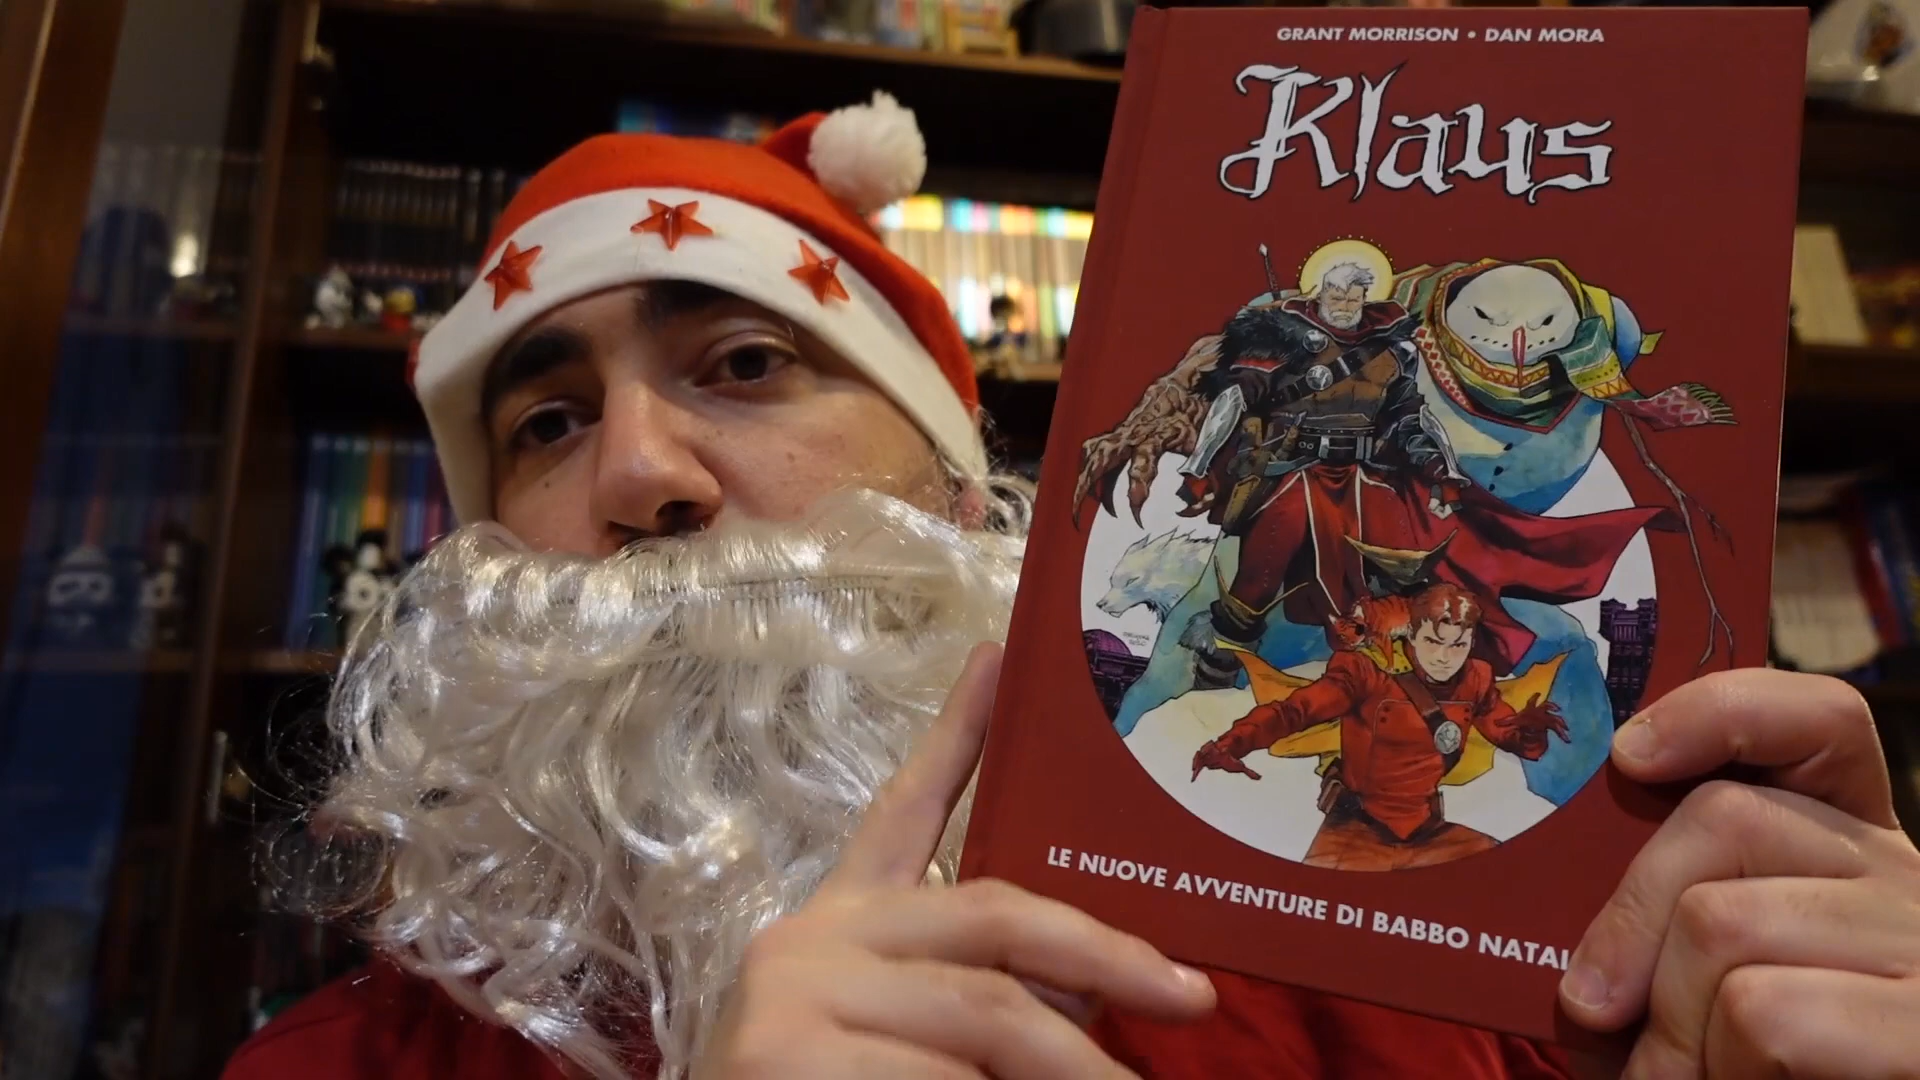 GRANT MORRISON • DAN MORA
Klaus
LE NUOVE AVVENTURE DI BABBO NATAL